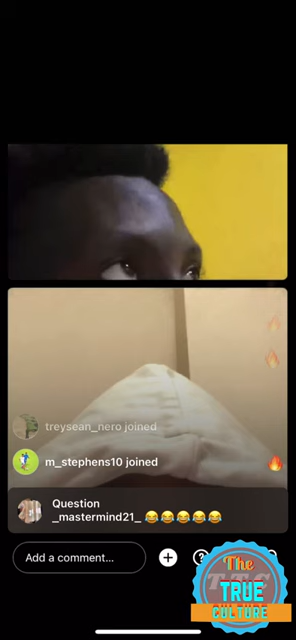 treysean_nero joined
m_stephens10 joined
Question
_mastermind21_ 😂😂😂😂😂
Add a comment...
The
TRUE
CULTURE